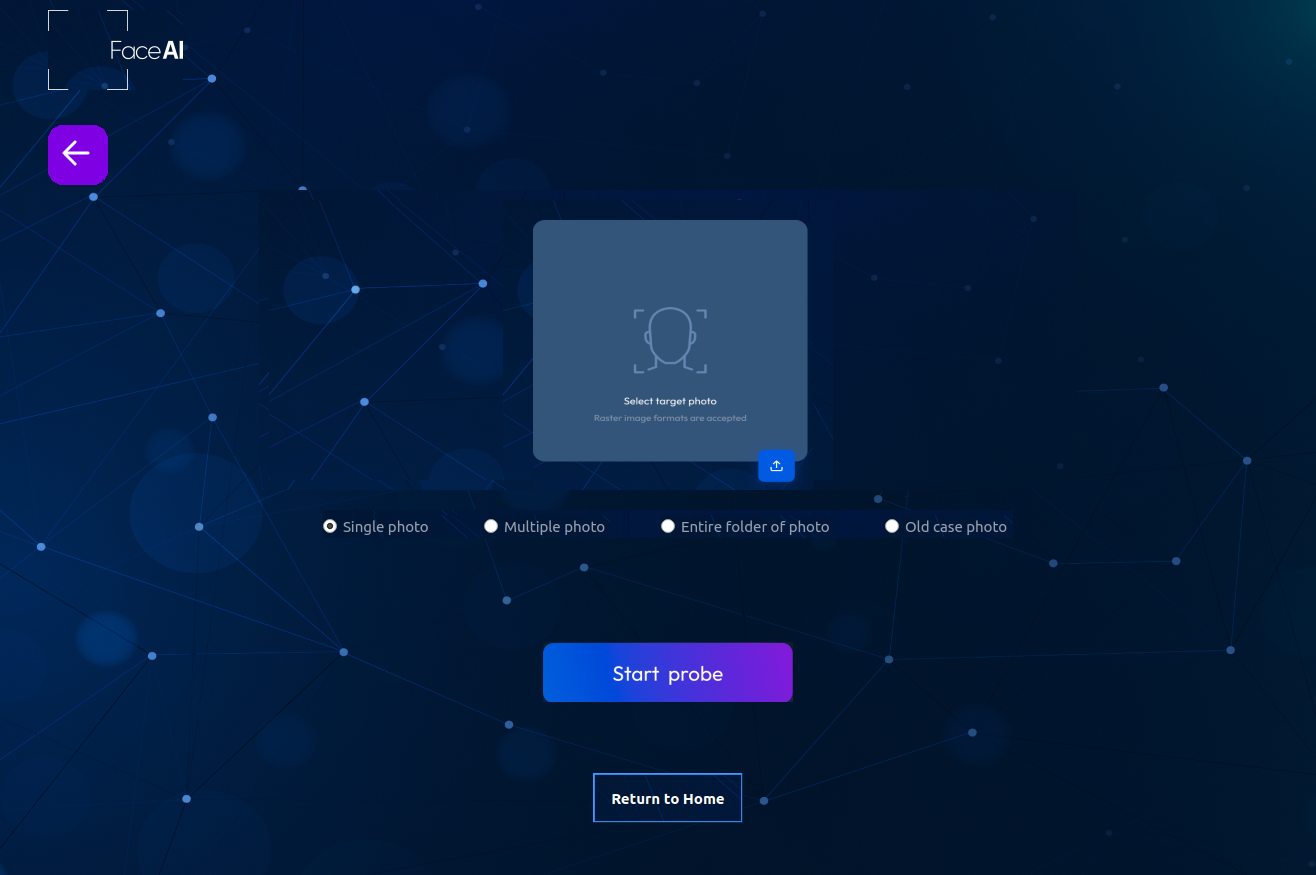 FaceAI
Select target photo
Raster image formats are accepted
Single photo
Multiple photo
Entire folder of photo
Old case photo
Start probe
Return to Home